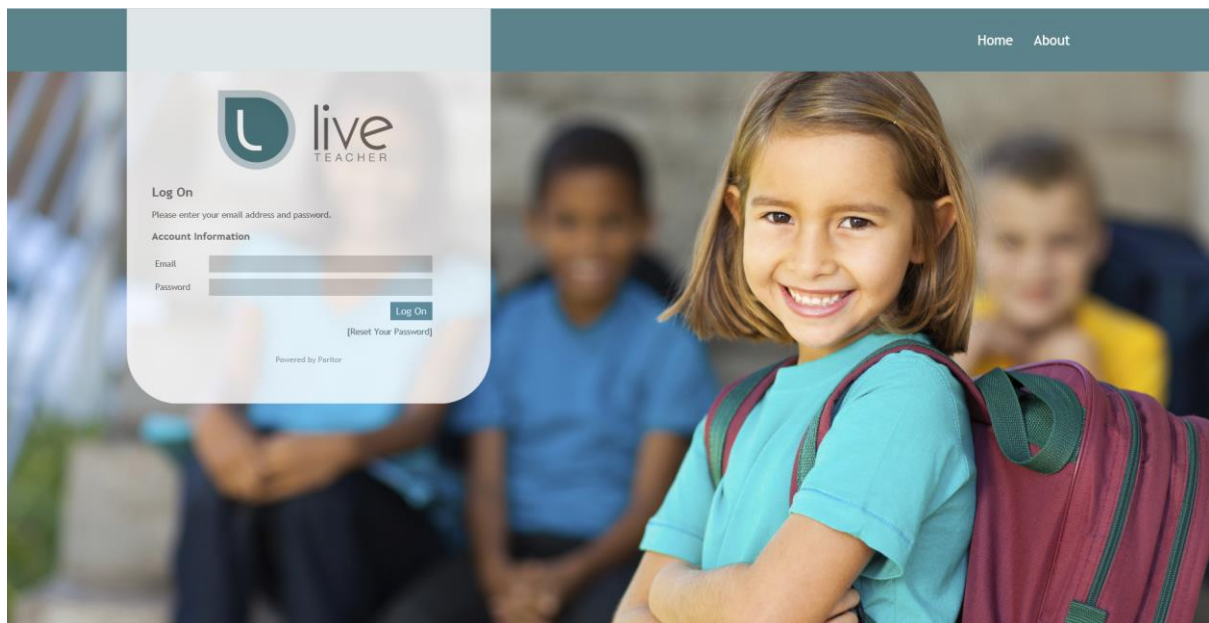 Home About
live
TEACHER
Log On
Please enter your email address and password.
Account Information
Email
Password
Log On
[Reset Your Password]
Powered by Paritor